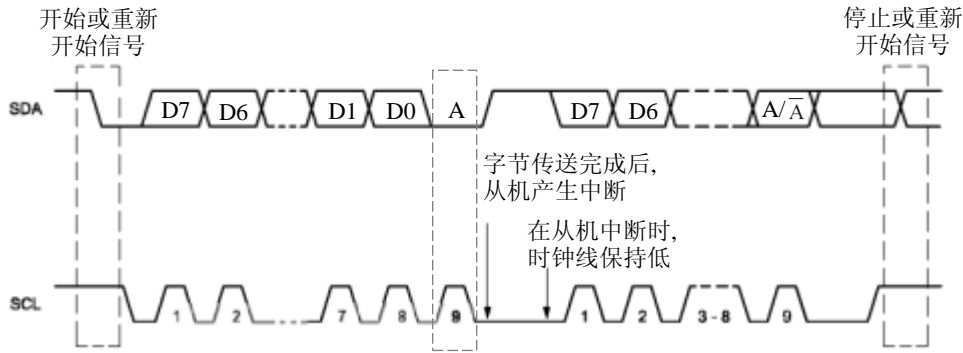 开始或重新
开始信号
停止或重新
开始信号
SDA
D7 D6 D1 D0 A D7 D6 A/A̅
字节传送完成后,
从机产生中断
在从机中断时,
时钟线保持低
SCL
1 2 7 8 9 1 2 3-8 9